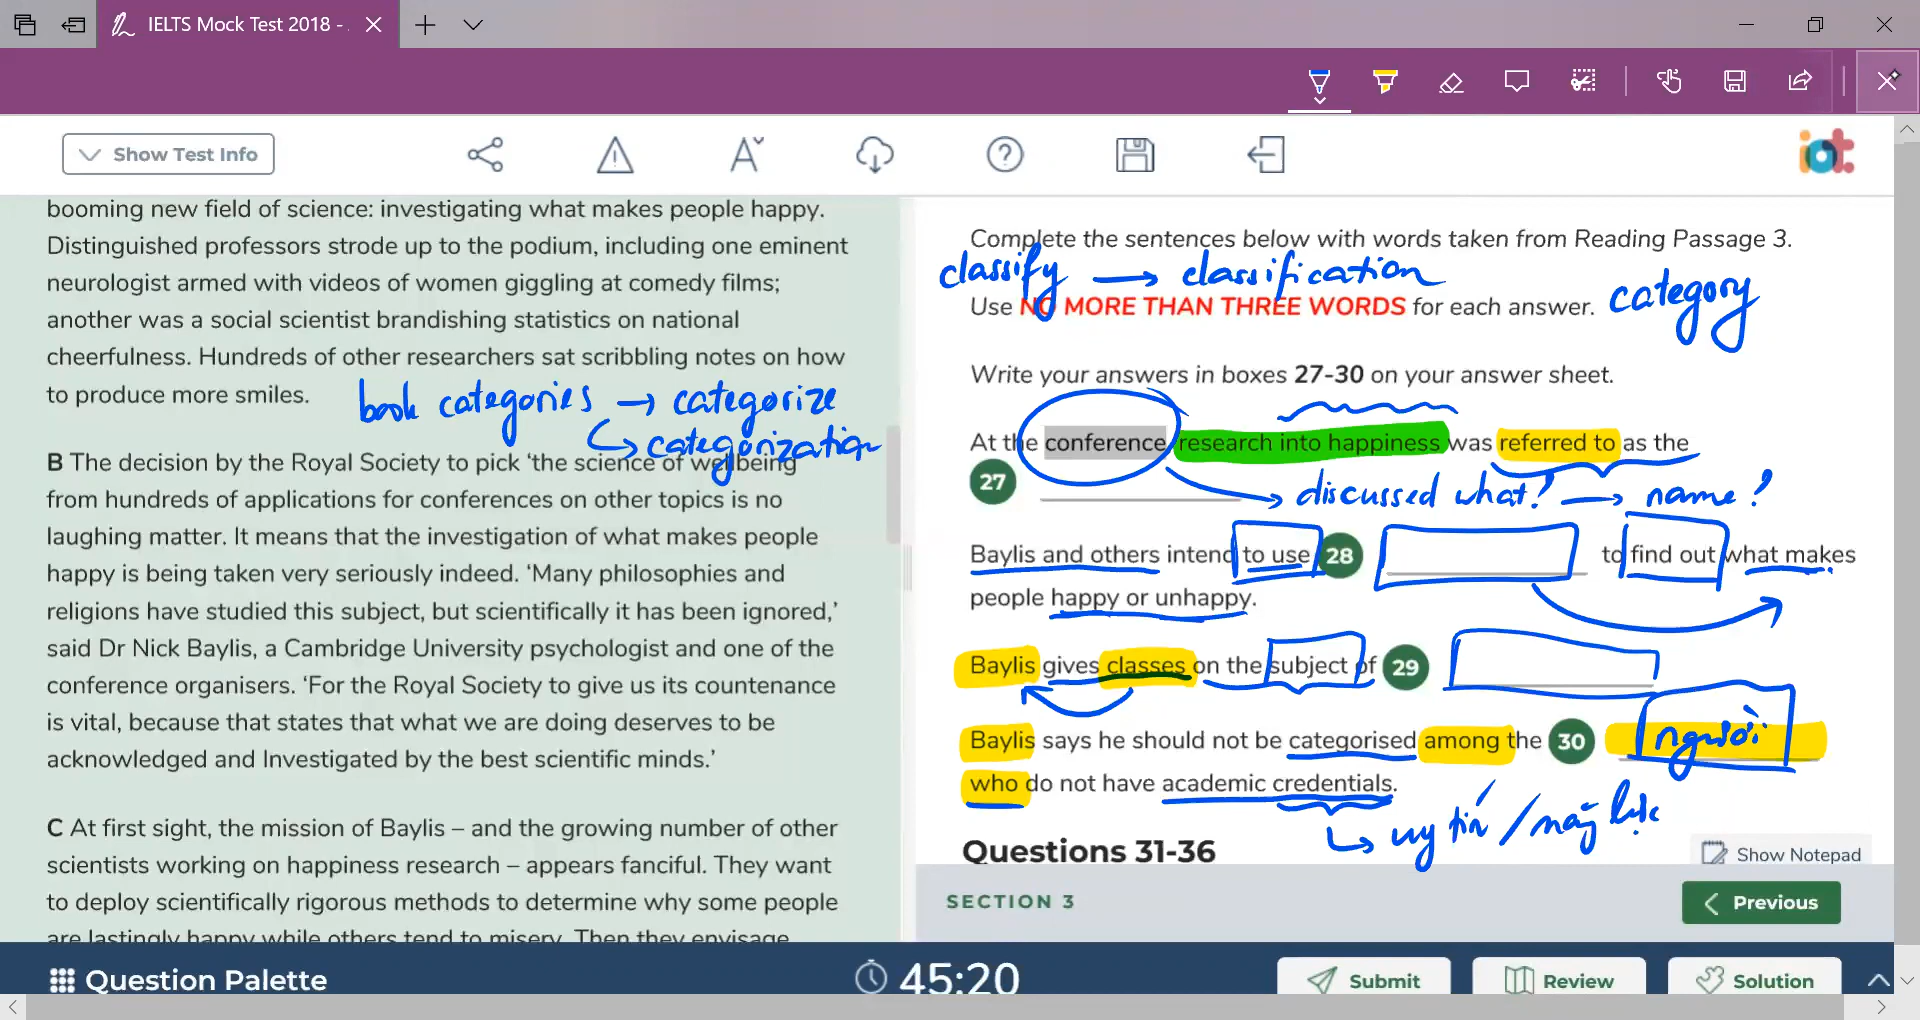 IELTS Mock Test 2018 - .
Show Test Info
iot
booming new field of science: investigating what makes people happy.
Distinguished professors strode up to the podium, including one eminent
neurologist armed with videos of women giggling at comedy films;
another was a social scientist brandishing statistics on national
cheerfulness. Hundreds of other researchers sat scribbling notes on how
to produce more smiles.
book categories → categorize
↳ categorization
B The decision by the Royal Society to pick ‘the science of wellbeing
from hundreds of applications for conferences on other topics is no
laughing matter. It means that the investigation of what makes people
happy is being taken very seriously indeed. ‘Many philosophies and
religions have studied this subject, but scientifically it has been ignored,’
said Dr Nick Baylis, a Cambridge University psychologist and one of the
conference organisers. ‘For the Royal Society to give us its countenance
is vital, because that states that what we are doing deserves to be
acknowledged and Investigated by the best scientific minds.’
C At first sight, the mission of Baylis – and the growing number of other
scientists working on happiness research – appears fanciful. They want
to deploy scientifically rigorous methods to determine why some people
are lastingly happy while others tend to misery. Then they envisage
Complete the sentences below with words taken from Reading Passage 3.
classify → classification
Use NO MORE THAN THREE WORDS for each answer.
category
Write your answers in boxes 27-30 on your answer sheet.
At the conference research into happiness was referred to as the
27
→ discussed what? → name?
Baylis and others intend to use 28 to find out what makes
people happy or unhappy.
Baylis gives classes on the subject of 29
Baylis says he should not be categorised among the 30 người
who do not have academic credentials.
↳ uy tín / năng lực
Questions 31-36
Show Notepad
SECTION 3
Previous
Question Palette
45:20
Submit
Review
Solution